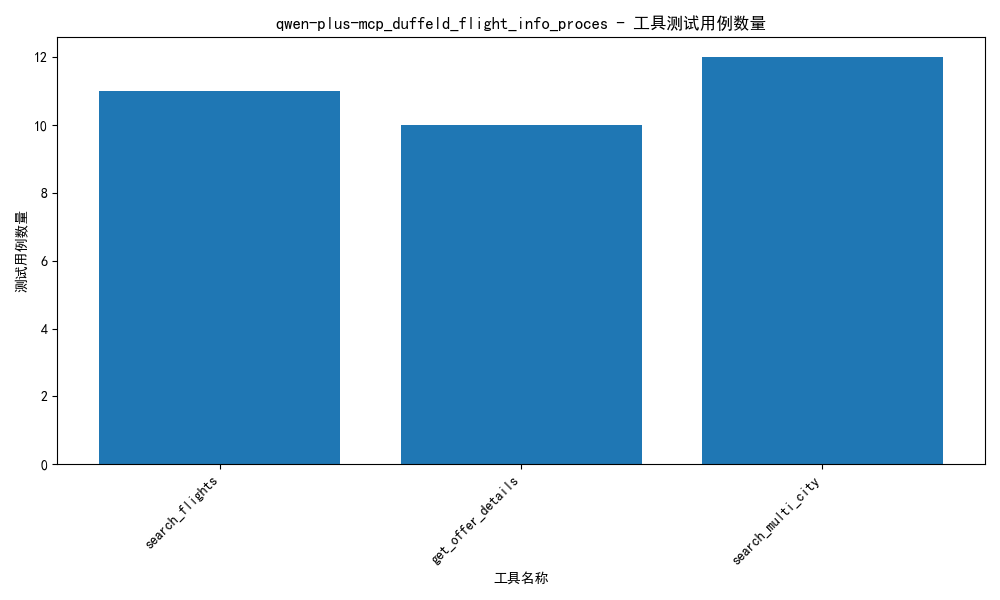 qwen-plus-mcp_duffeld_flight_info_proces - 工具测试用例数量
测试用例数量
12
10
8
6
4
2
0
search_flights
get_offer_details
search_multi_city
工具名称